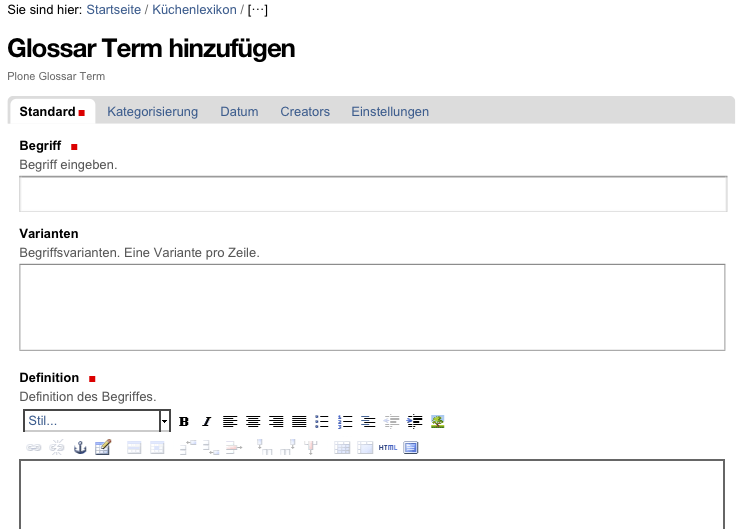 Sie sind hier: Startseite / Küchenlexikon / [···]
Glossar Term hinzufügen
Plone Glossar Term
Standard Kategorisierung Datum Creators Einstellungen
Begriff
Begriff eingeben.
Varianten
Begriffsvarianten. Eine Variante pro Zeile.
Definition
Definition des Begriffes.
Stil... B I
HTML